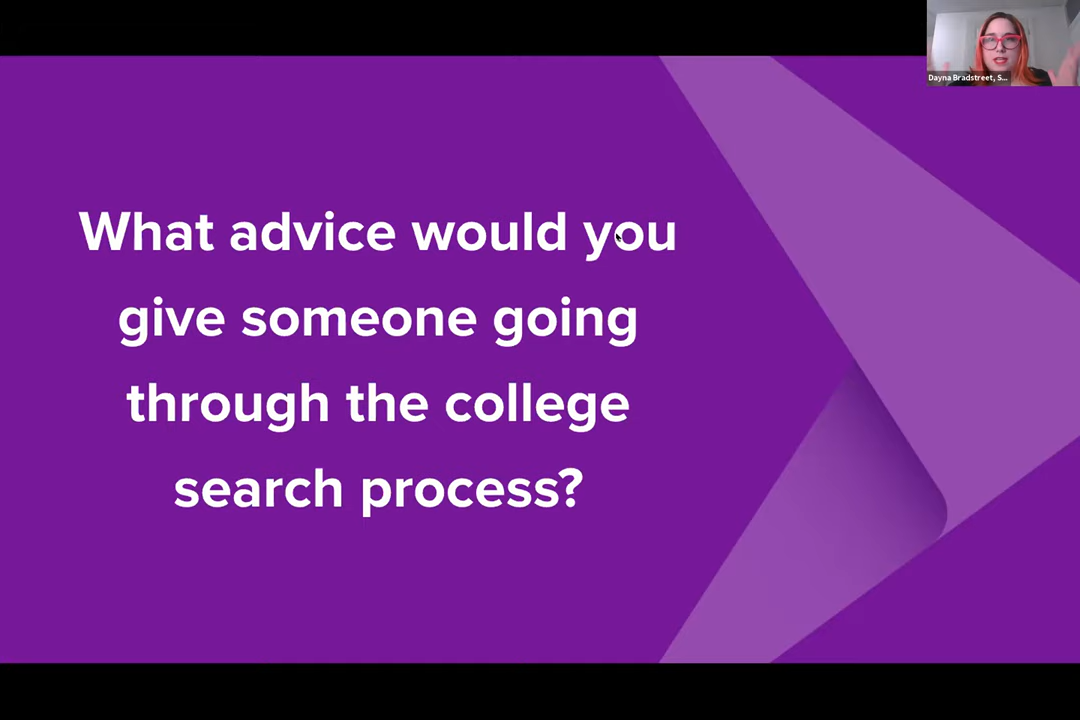 Dayna Bradstreet, S...
What advice would you
give someone going
through the college
search process?